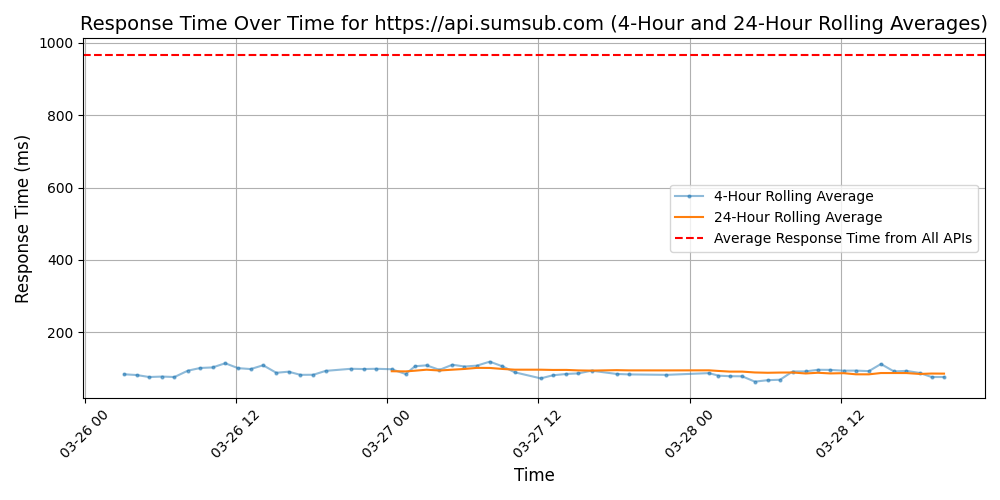 Response Time Over Time for https://api.sumsub.com (4-Hour and 24-Hour Rolling Averages)
Response Time (ms)
1000
800
600
400
200
4-Hour Rolling Average
24-Hour Rolling Average
Average Response Time from All APIs
03-26 00
03-26 12
03-27 00
03-27 12
03-28 00
03-28 12
Time